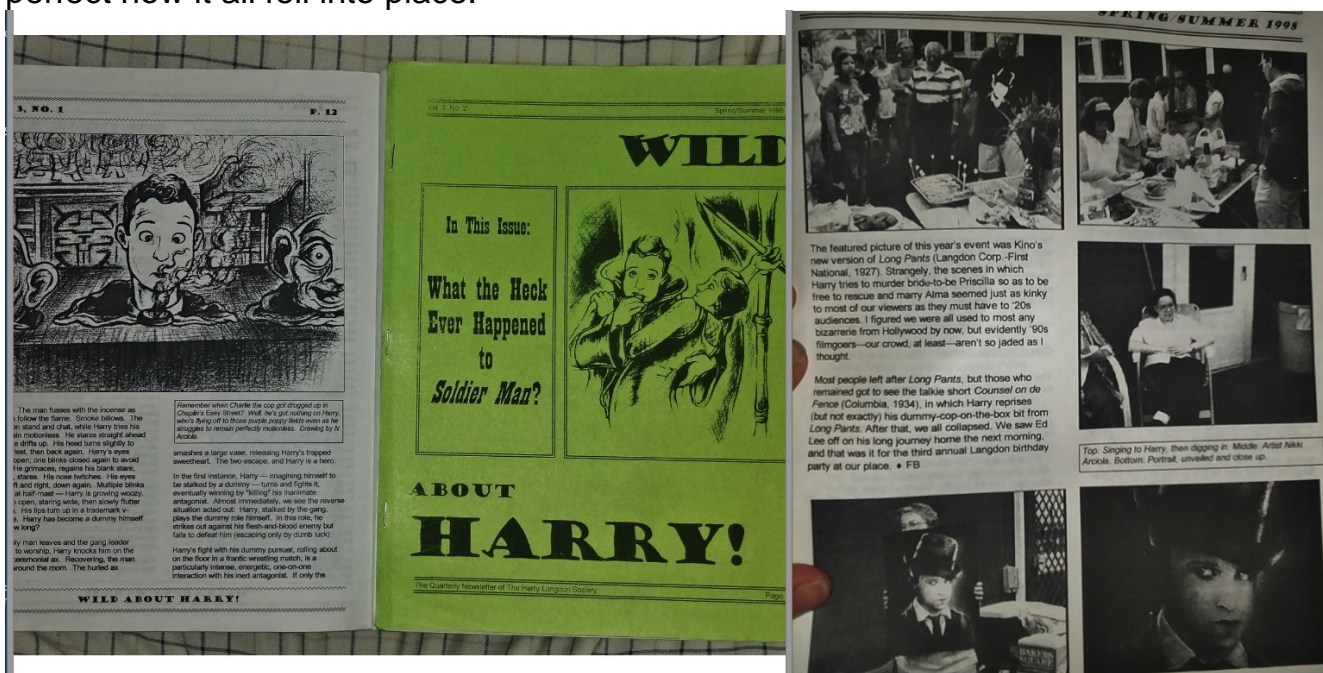 perfect how it all fell into place.
3, NO. 1
P. 12
The man fusses with the incense as
follow the flame. Smoke billows. The
an stand and chat, while Harry tries his
in motionless. He stares straight ahead
e drifts up. His head turns slightly to
iest, then back again. Harry's eyes
open; one blinks closed again to avoid
He grimaces, regains his blank stare,
, stares. His nose twitches. His eyes
ft and right, down again. Multiple blinks
at half-mast — Harry is growing woozy.
open, staring wide, then slowly flutter
. His lips turn up in a trademark v-
e. Harry has become a dummy himself
w long?
ly man leaves and the gang leader
to worship, Harry knocks him on the
eremonial ax. Recovering, the man
round the room. The hurled ax
Remember when Charlie the cop got drugged up in
Chaplin's Easy Street? Well, he's got nothing on Harry,
who's flying off to those purple poppy fields even as he
struggles to remain perfectly motionless. Drawing by N.
Arciola.
smashes a large vase, releasing Harry's trapped
sweetheart. The two escape, and Harry is a hero.
In the first instance, Harry — imagining himself to
be stalked by a dummy — turns and fights it,
eventually winning by "killing" his inanimate
antagonist. Almost immediately, we see the reverse
situation acted out: Harry, stalked by the gang,
plays the dummy role himself. In this role, he
strikes out against his flesh-and-blood enemy but
fails to defeat him (escaping only by dumb luck).
Harry's fight with his dummy pursuer, rolling about
on the floor in a frantic wrestling match, is a
particularly intense, energetic, one-on-one
interaction with his inert antagonist. If only the
WILD ABOUT HARRY!
Vol. 2, No. 2
Spring/Summer 1998
WILD
In This Issue:
What the Heck
Ever Happened
to
Soldier Man?
ABOUT
HARRY!
The Quarterly Newsletter of The Harry Langdon Society
Page
SPRING/SUMMER 1998
The featured picture of this year's event was Kino's
new version of Long Pants (Langdon Corp.-First
National, 1927). Strangely, the scenes in which
Harry tries to murder bride-to-be Priscilla so as to be
free to rescue and marry Alma seemed just as kinky
to most of our viewers as they must have to '20s
audiences. I figured we were all used to most any
bizarrerie from Hollywood by now, but evidently '90s
filmgoers—our crowd, at least—aren't so jaded as I
thought.
Most people left after Long Pants, but those who
remained got to see the talkie short Counsel on de
Fence (Columbia, 1934), in which Harry reprises
(but not exactly) his dummy-cop-on-the-box bit from
Long Pants. After that, we all collapsed. We saw Ed
Lee off on his long journey home the next morning,
and that was it for the third annual Langdon birthday
party at our place. ♦ FB
Top: Singing to Harry, then digging in. Middle: Artist Nikki
Arciola. Bottom: Portrait, unveiled and close up.
BAKERS
SQUARE